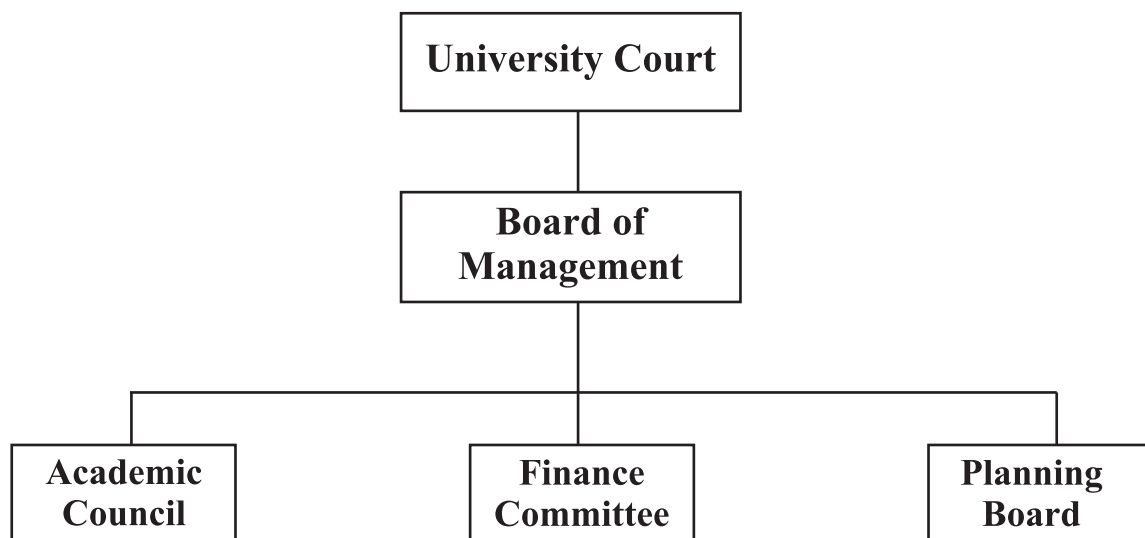 University Court
Board of
Management
Academic
Council
Finance
Committee
Planning
Board